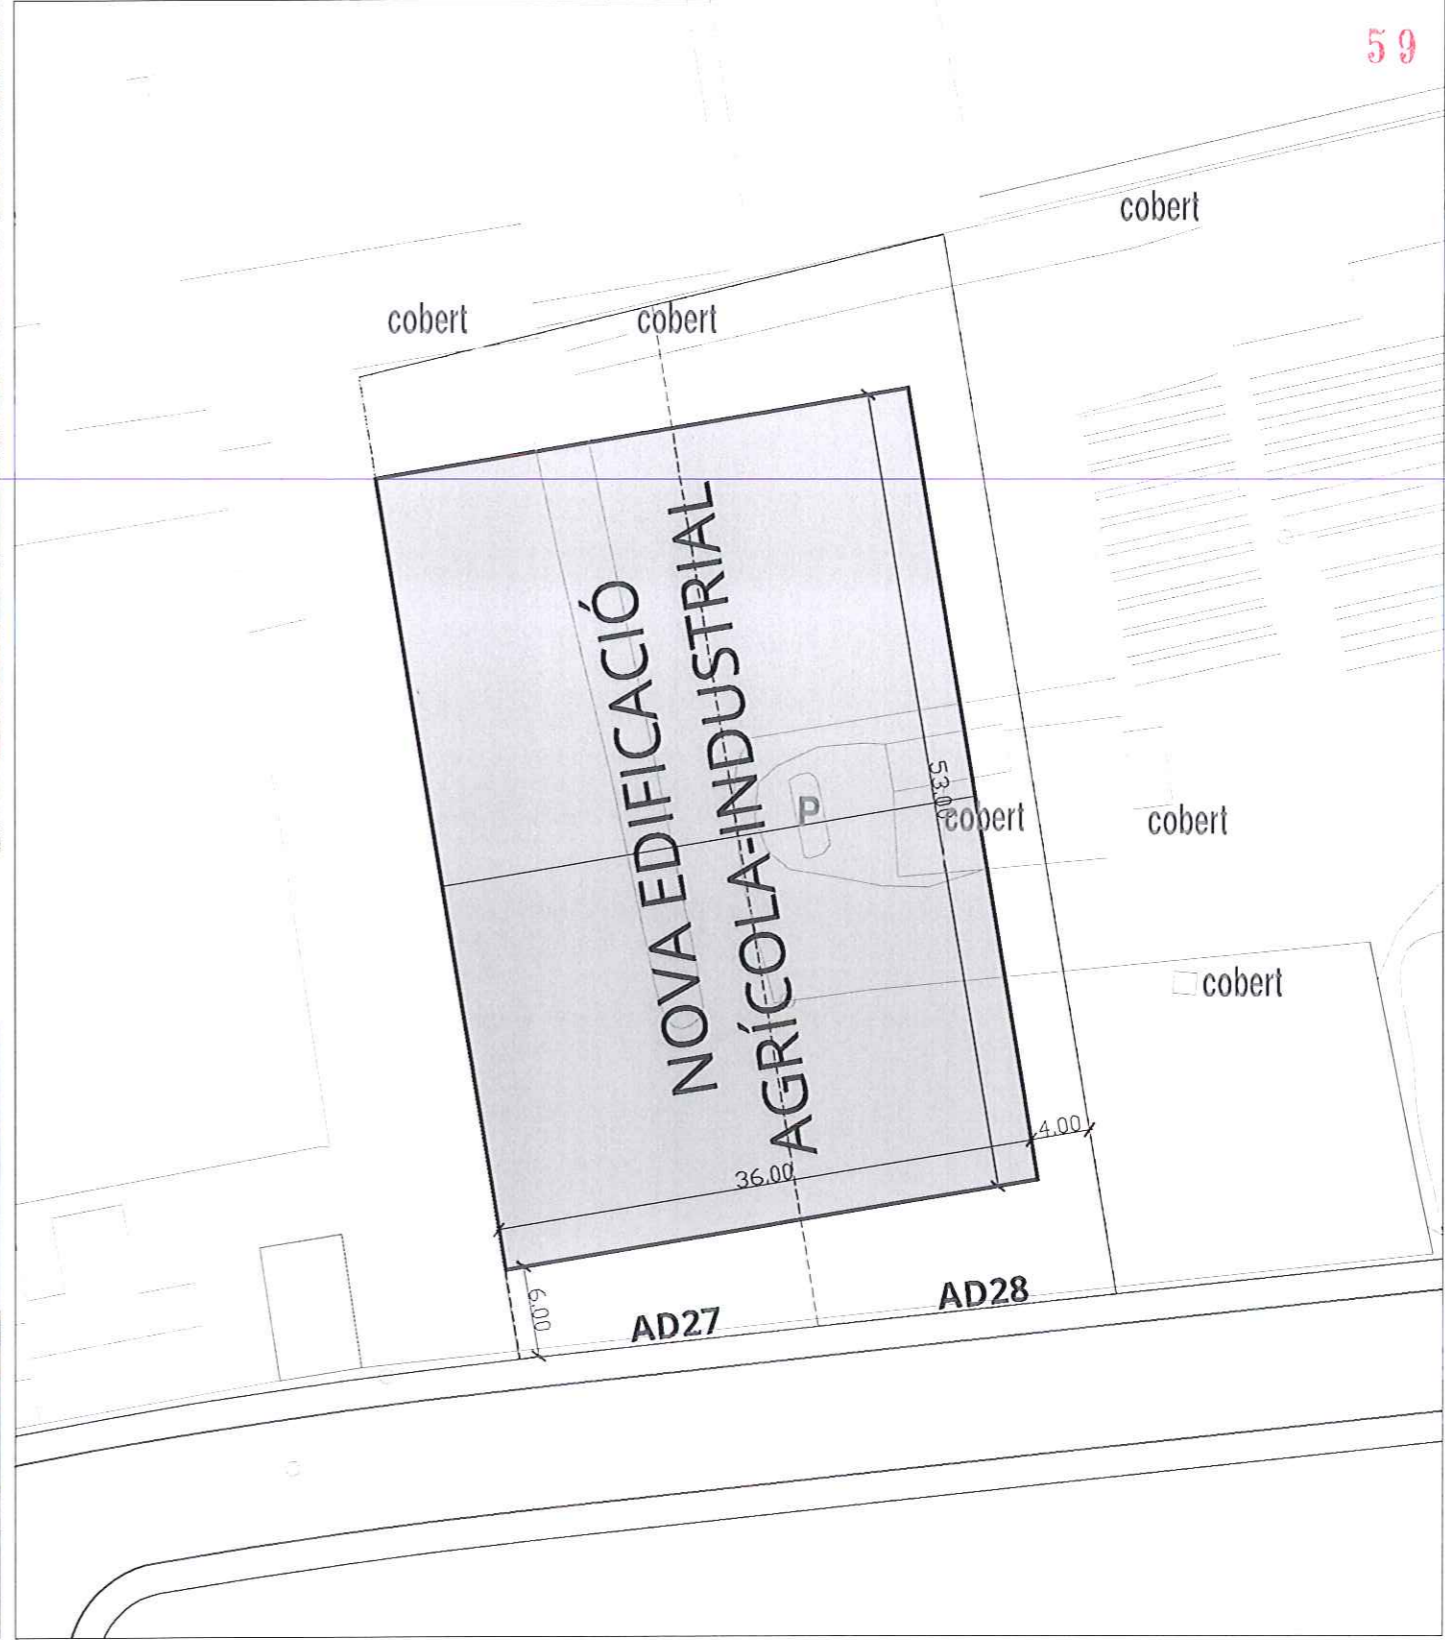 59
cobert
cobert
cobert
NOVA EDIFICACIÓ
AGRÍCOLA-INDUSTRIAL
53.00
P
cobert
cobert
cobert
4.00
36.00
6.00
AD27
AD28